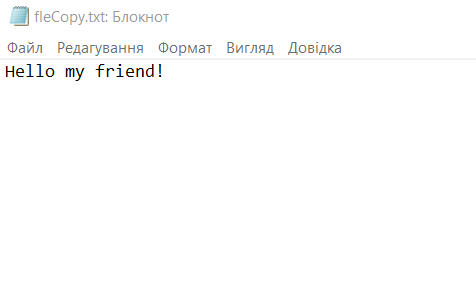 fleCopy.txt: Блокнот
Файл Редагування Формат Вигляд Довідка
Hello my friend!